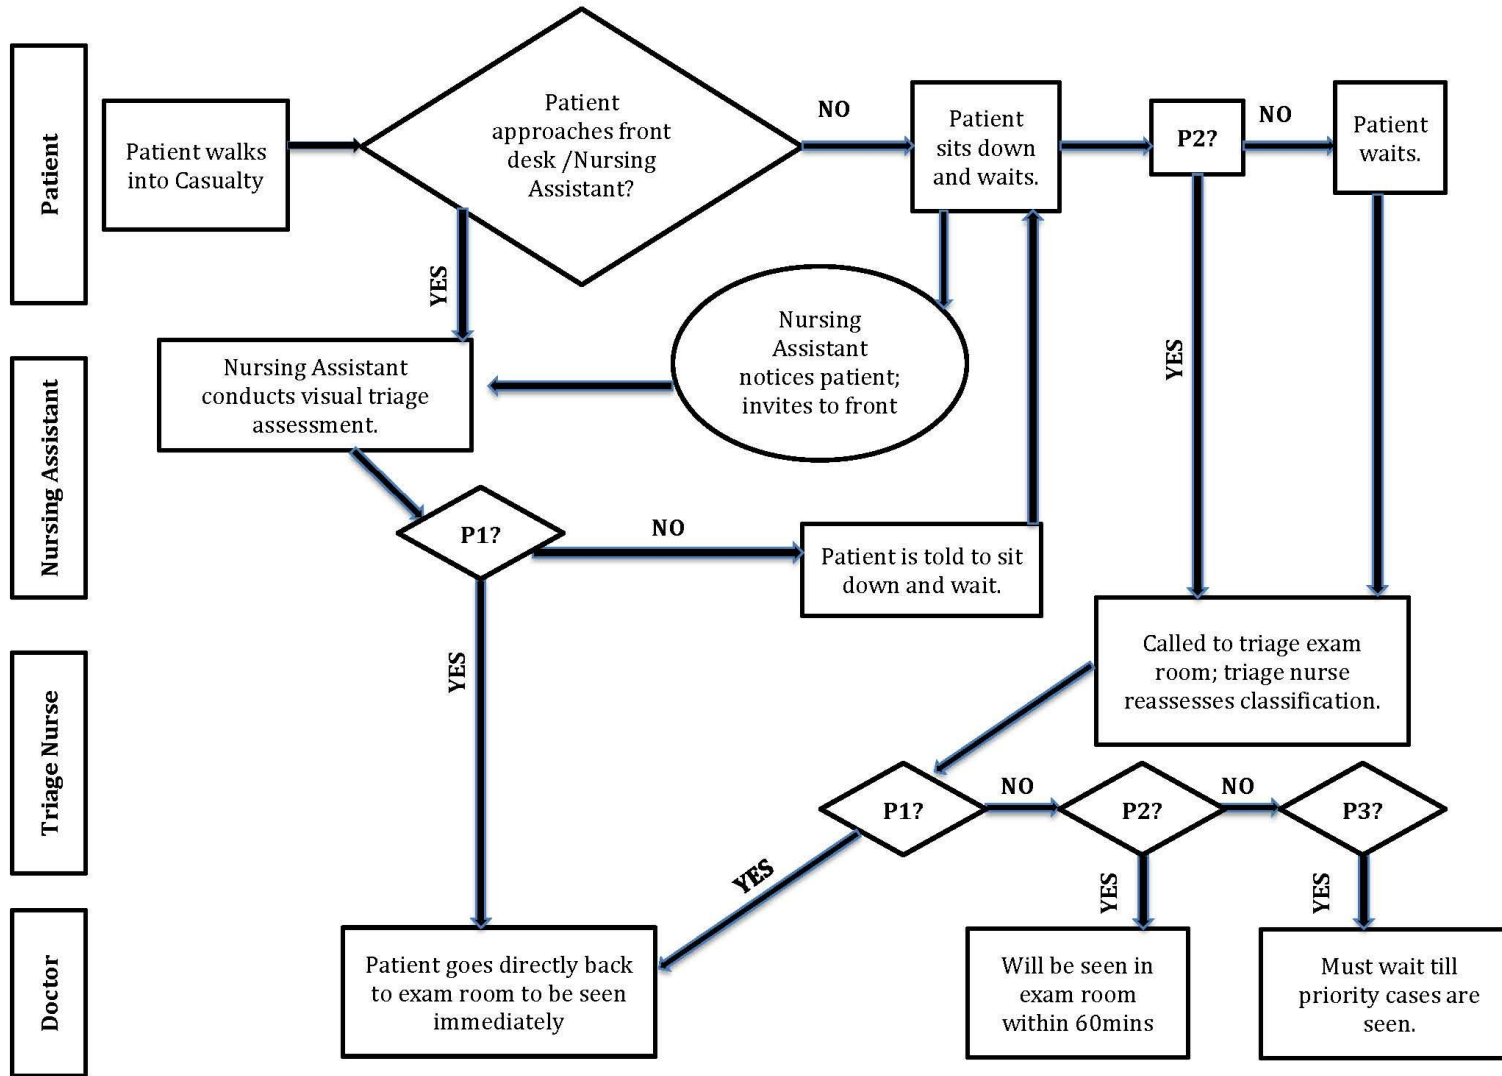 Patient
Patient walks
into Casualty
Patient
approaches front
desk /Nursing
Assistant?
NO
Patient
sits down
and waits.
P2?
NO
Patient
waits.
YES
YES
Nursing Assistant
Nursing Assistant
conducts visual triage
assessment.
Nursing
Assistant
notices patient;
invites to front
P1?
NO
Patient is told to sit
down and wait.
YES
Triage Nurse
Called to triage exam
room; triage nurse
reassesses classification.
P1?
NO
P2?
NO
P3?
YES
YES
YES
Doctor
Patient goes directly back
to exam room to be seen
immediately
Will be seen in
exam room
within 60mins
Must wait till
priority cases are
seen.